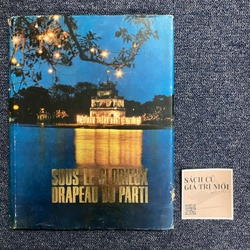 SOUS LE GLORIEUX
DRAPEAU DU PARTI
SÁCH CŨ
GIÁ TRỊ MỚI